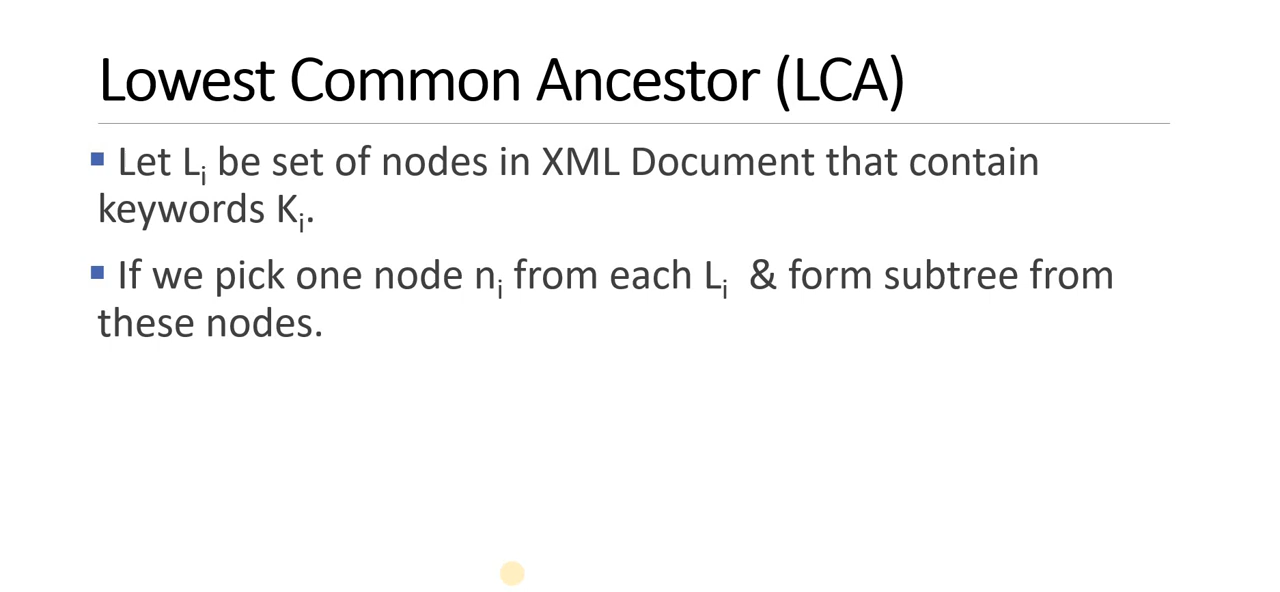 Lowest Common Ancestor (LCA)
▪ Let Li be set of nodes in XML Document that contain
keywords Ki.
▪ If we pick one node ni from each Li & form subtree from
these nodes.